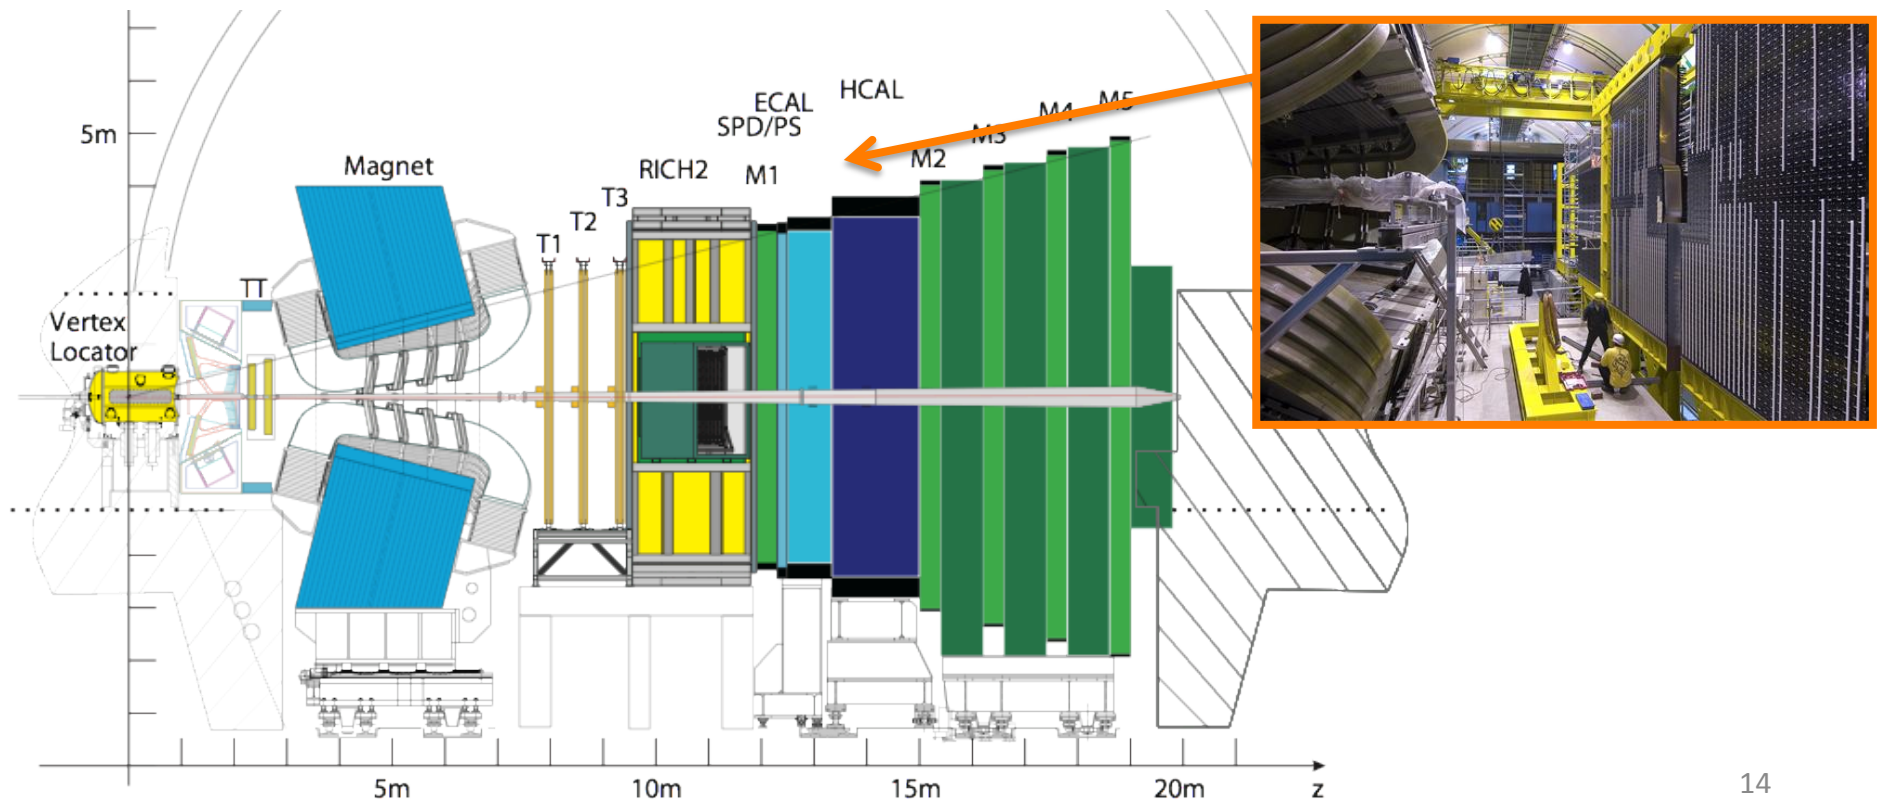 5m
Magnet
TT
Vertex
Locator
T1
T2
T3
RICH2
M1
SPD/PS
ECAL
HCAL
M2
M3
M4
M5
5m
10m
15m
20m
z
14